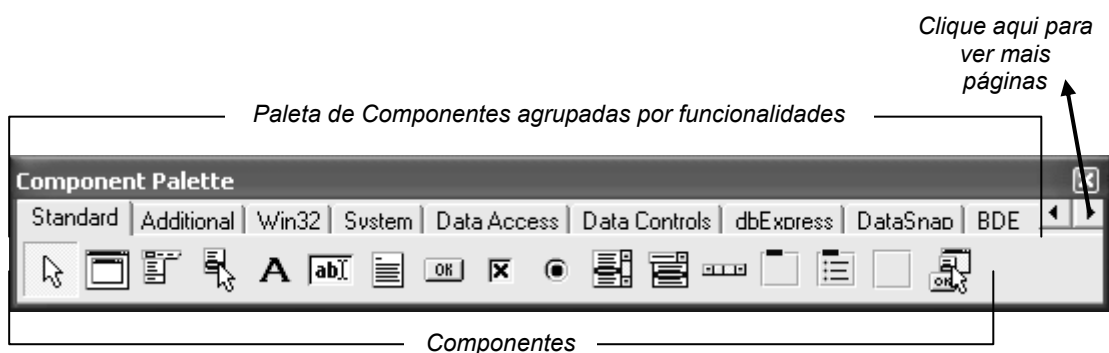 Clique aqui para
ver mais
páginas
Paleta de Componentes agrupadas por funcionalidades
Component Palette
Standard Additional Win32 System Data Access Data Controls dbExpress DataSnap BDE
A ab OK OK
Componentes